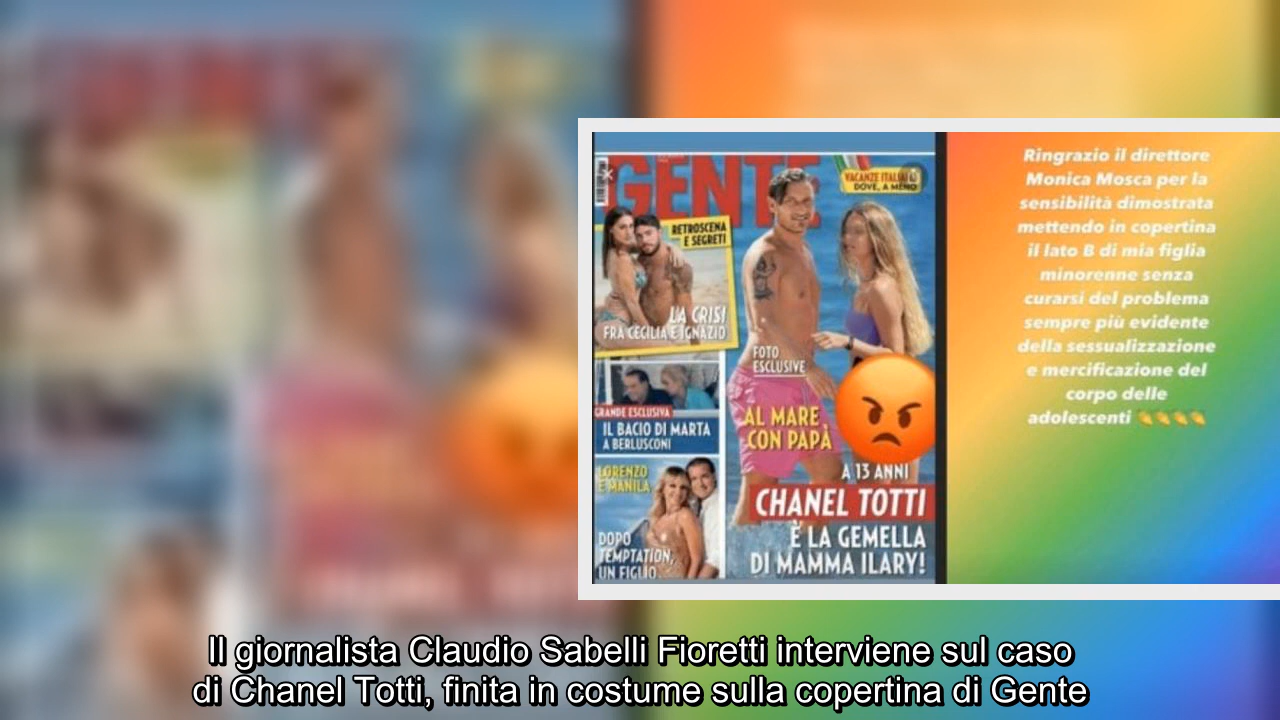 GENTE
VACANZE ITALIANE
DOVE, A MENO
RETROSCENA
E SEGRETI
LA CRISI
FRA CECILIA E IGNAZIO
FOTO
ESCLUSIVE
GRANDE ESCLUSIVA
IL BACIO DI MARTA
A BERLUSCONI
AL MARE
CON PAPÀ
LORENZO
E MANILA
DOPO
TEMPTATION,
UN FIGLIO
A 13 ANNI
CHANEL TOTTI
È LA GEMELLA
DI MAMMA ILARY!
Ringrazio il direttore
Monica Mosca per la
sensibilità dimostrata
mettendo in copertina
il lato B di mia figlia
minorenne senza
curarsi del problema
sempre più evidente
della sessualizzazione
e mercificazione del
corpo delle
adolescenti 👏👏👏👏
Il giornalista Claudio Sabelli Fioretti interviene sul caso
di Chanel Totti, finita in costume sulla copertina di Gente